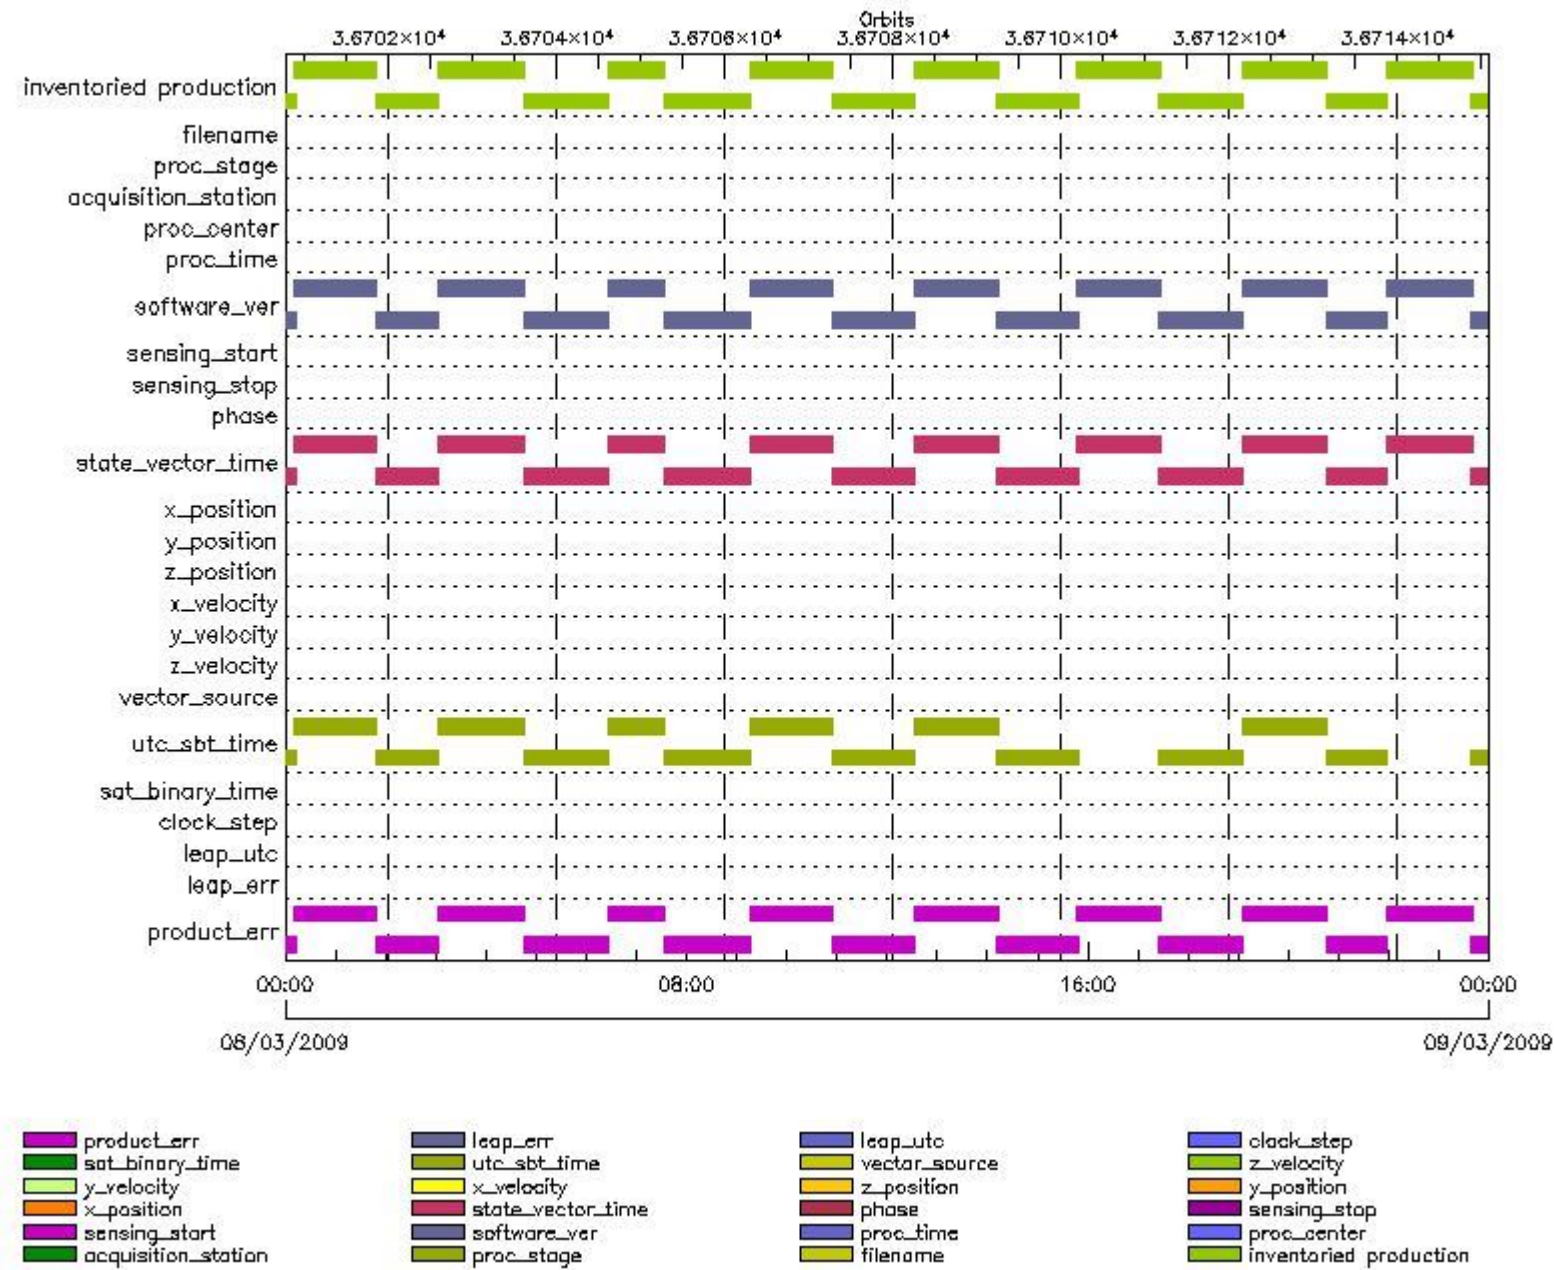 Orbits
3.6702×10⁴ 3.6704×10⁴ 3.6706×10⁴ 3.6708×10⁴ 3.6710×10⁴ 3.6712×10⁴ 3.6714×10⁴
inventoried production
filename
proc_stage
acquisition_station
proc_center
proc_time
software_ver
sensing_start
sensing_stop
phase
state_vector_time
x_position
y_position
z_position
x_velocity
y_velocity
z_velocity
vector_source
utc_sbt_time
sat_binary_time
clock_step
leap_utc
leap_err
product_err
00:00 08:00 16:00 00:00
08/03/2009 09/03/2009
product_err leap_err leap_utc clock_step
sat_binary_time utc_sbt_time vector_source z_velocity
y_velocity x_velocity z_position y_position
x_position state_vector_time phase sensing_stop
sensing_start software_ver proc_time proc_center
acquisition_station proc_stage filename inventoried production